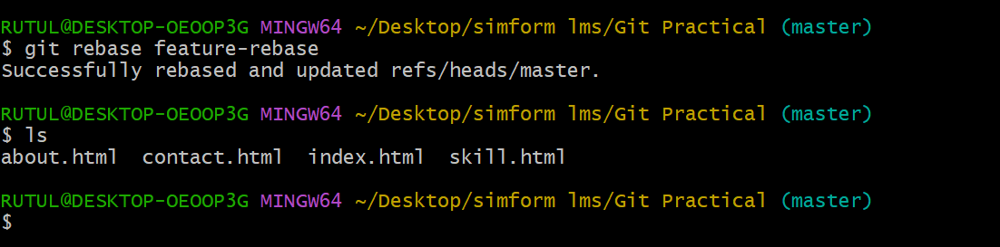 RUTUL@DESKTOP-OEOOP3G MINGW64 ~/Desktop/simform lms/Git Practical (master)
$ git rebase feature-rebase
Successfully rebased and updated refs/heads/master.
RUTUL@DESKTOP-OEOOP3G MINGW64 ~/Desktop/simform lms/Git Practical (master)
$ ls
about.html  contact.html  index.html  skill.html
RUTUL@DESKTOP-OEOOP3G MINGW64 ~/Desktop/simform lms/Git Practical (master)
$